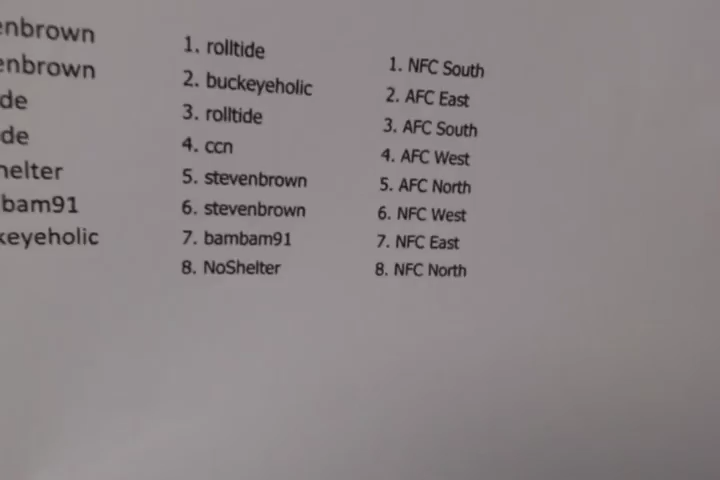 enbrown
enbrown
de
de
helter
bam91
keyeholic
1. rolltide
2. buckeyeholic
3. rolltide
4. ccn
5. stevenbrown
6. stevenbrown
7. bambam91
8. NoShelter
1. NFC South
2. AFC East
3. AFC South
4. AFC West
5. AFC North
6. NFC West
7. NFC East
8. NFC North